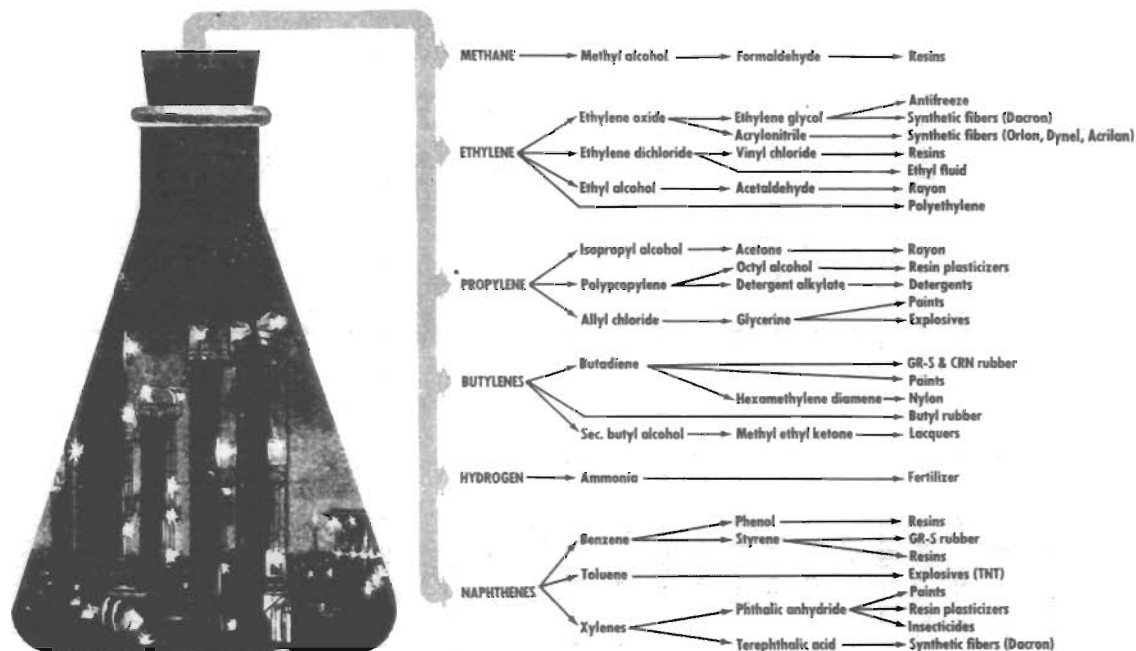 METHANE Methyl alcohol Formaldehyde Resins
Antifreeze
Ethylene oxide Ethylene glycol Synthetic fibers (Dacron)
Acrylonitrile Synthetic fibers (Orlon, Dynel, Acrilan)
ETHYLENE Ethylene dichloride Vinyl chloride Resins
Ethyl fluid
Ethyl alcohol Acetaldehyde Rayon
Polyethylene
Isopropyl alcohol Acetone Rayon
Octyl alcohol Resin plasticizers
PROPYLENE Polypropylene Detergent alkylate Detergents
Paints
Allyl chloride Glycerine Explosives
Butadiene GR-S & CRN rubber
BUTYLENES Paints
Hexamethylene diamene Nylon
Butyl rubber
Sec. butyl alcohol Methyl ethyl ketone Lacquers
HYDROGEN Ammonia Fertilizer
Phenol Resins
Benzene Styrene GR-S rubber
Resins
Toluene Explosives (TNT)
NAPHTHENES Paints
Phthalic anhydride Resin plasticizers
Xylenes Insecticides
Terephthalic acid Synthetic fibers (Dacron)